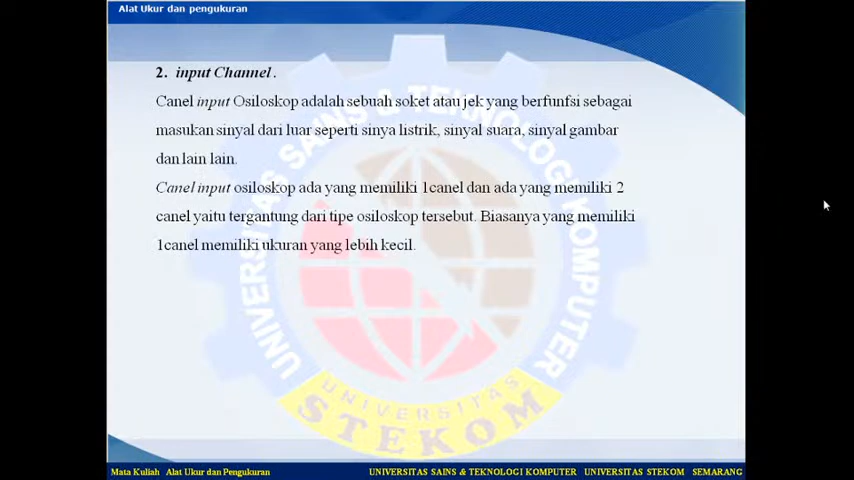 Alat Ukur dan pengukuran
2. input Channel .
Canel input Osiloskop adalah sebuah soket atau jek yang berfunfsi sebagai
masukan sinyal dari luar seperti sinya listrik, sinyal suara, sinyal gambar
dan lain lain.
Canel input osiloskop ada yang memiliki 1canel dan ada yang memiliki 2
canel yaitu tergantung dari tipe osiloskop tersebut. Biasanya yang memiliki
1canel memiliki ukuran yang lebih kecil.
UNIVERSITAS SAINS & TEKNOLOGI KOMPUTER
UNIVERSITAS
STEKOM
Mata Kuliah Alat Ukur dan Pengukuran
UNIVERSITAS SAINS & TEKNOLOGI KOMPUTER UNIVERSITAS STEKOM SEMARANG